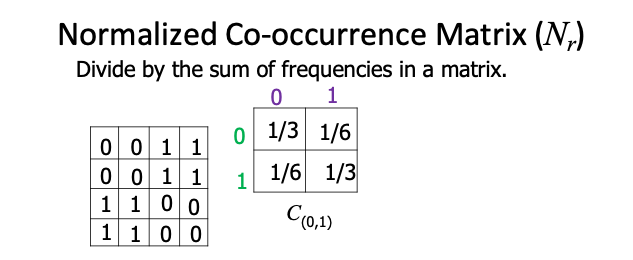 Normalized Co-occurrence Matrix (Nr)
Divide by the sum of frequencies in a matrix.
0 1
0 1/3 1/6
1 1/6 1/3
C(0,1)
0 0 1 1
0 0 1 1
1 1 0 0
1 1 0 0